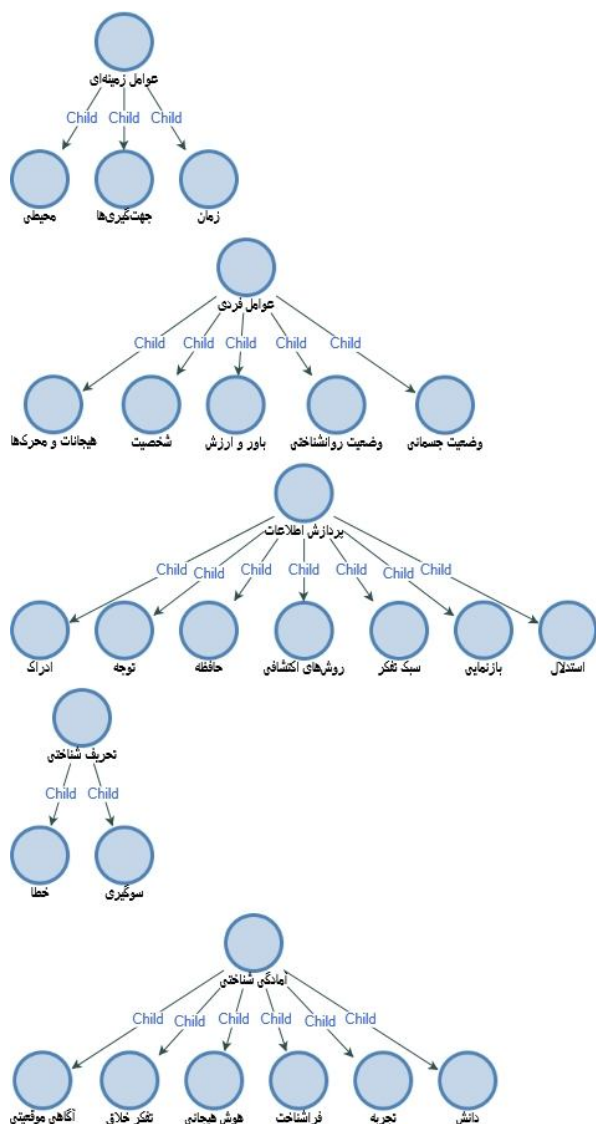 عوامل زمینه‌ای
Child Child Child
زمان جهت‌گیری‌ها محیطی
عوامل فردی
Child Child Child Child Child
وضعیت جسمانی وضعیت روانشناختی باور و ارزش شخصیت هیجانات و محرک‌ها
پردازش اطلاعات
Child Child Child Child Child Child Child
استدلال بازنمایی سبک تفکر روش‌های اکتشافی حافظه توجه ادراک
تحریف شناختی
Child Child
سوگیری خطا
آمادگی شناختی
Child Child Child Child Child Child
دانش تجربه فراشناخت هوش هیجانی تفکر خلاق آگاهی موقعیتی